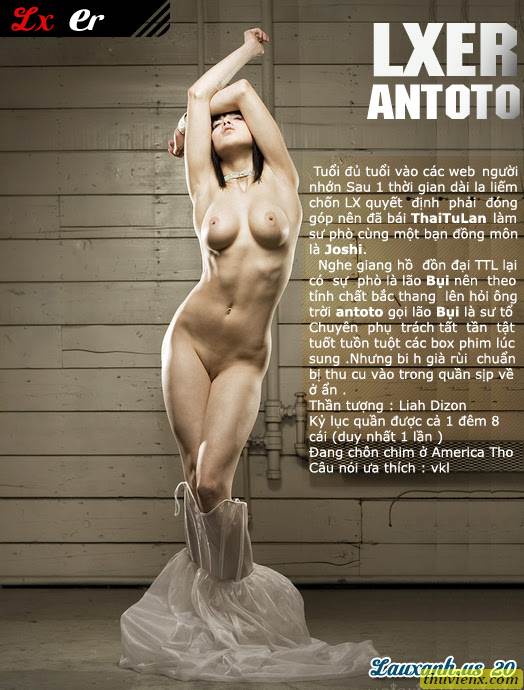 Lx Er
LXER
ANTOTO
Tuổi đủ tuổi vào các web người
nhớn Sau 1 thời gian dài la liếm
chốn LX quyết định phải đóng
góp nên đã bái ThaiTuLan làm
sư phò cùng một bạn đồng môn
là Joshi.
Nghe giang hồ đồn đại TTL lại
có sự phò là lão Bụi nên theo
tính chất bắc thang lên hỏi ông
trời antoto gọi lão Bụi là sư tổ
Chuyên phụ trách tất tần tật
tuốt tuồn tuột các box phim lúc
sung .Nhưng bi h già rùi chuẩn
bị thu cu vào trong quần sịp về
ở ẩn .
Thần tượng : Liah Dizon
Kỷ lục quần được cả 1 đêm 8
cái (duy nhất 1 lần )
Đang chôn chim ở America Tho
Câu nói ưa thích : vkl
Lauxanh.us 20
thuvienx.com